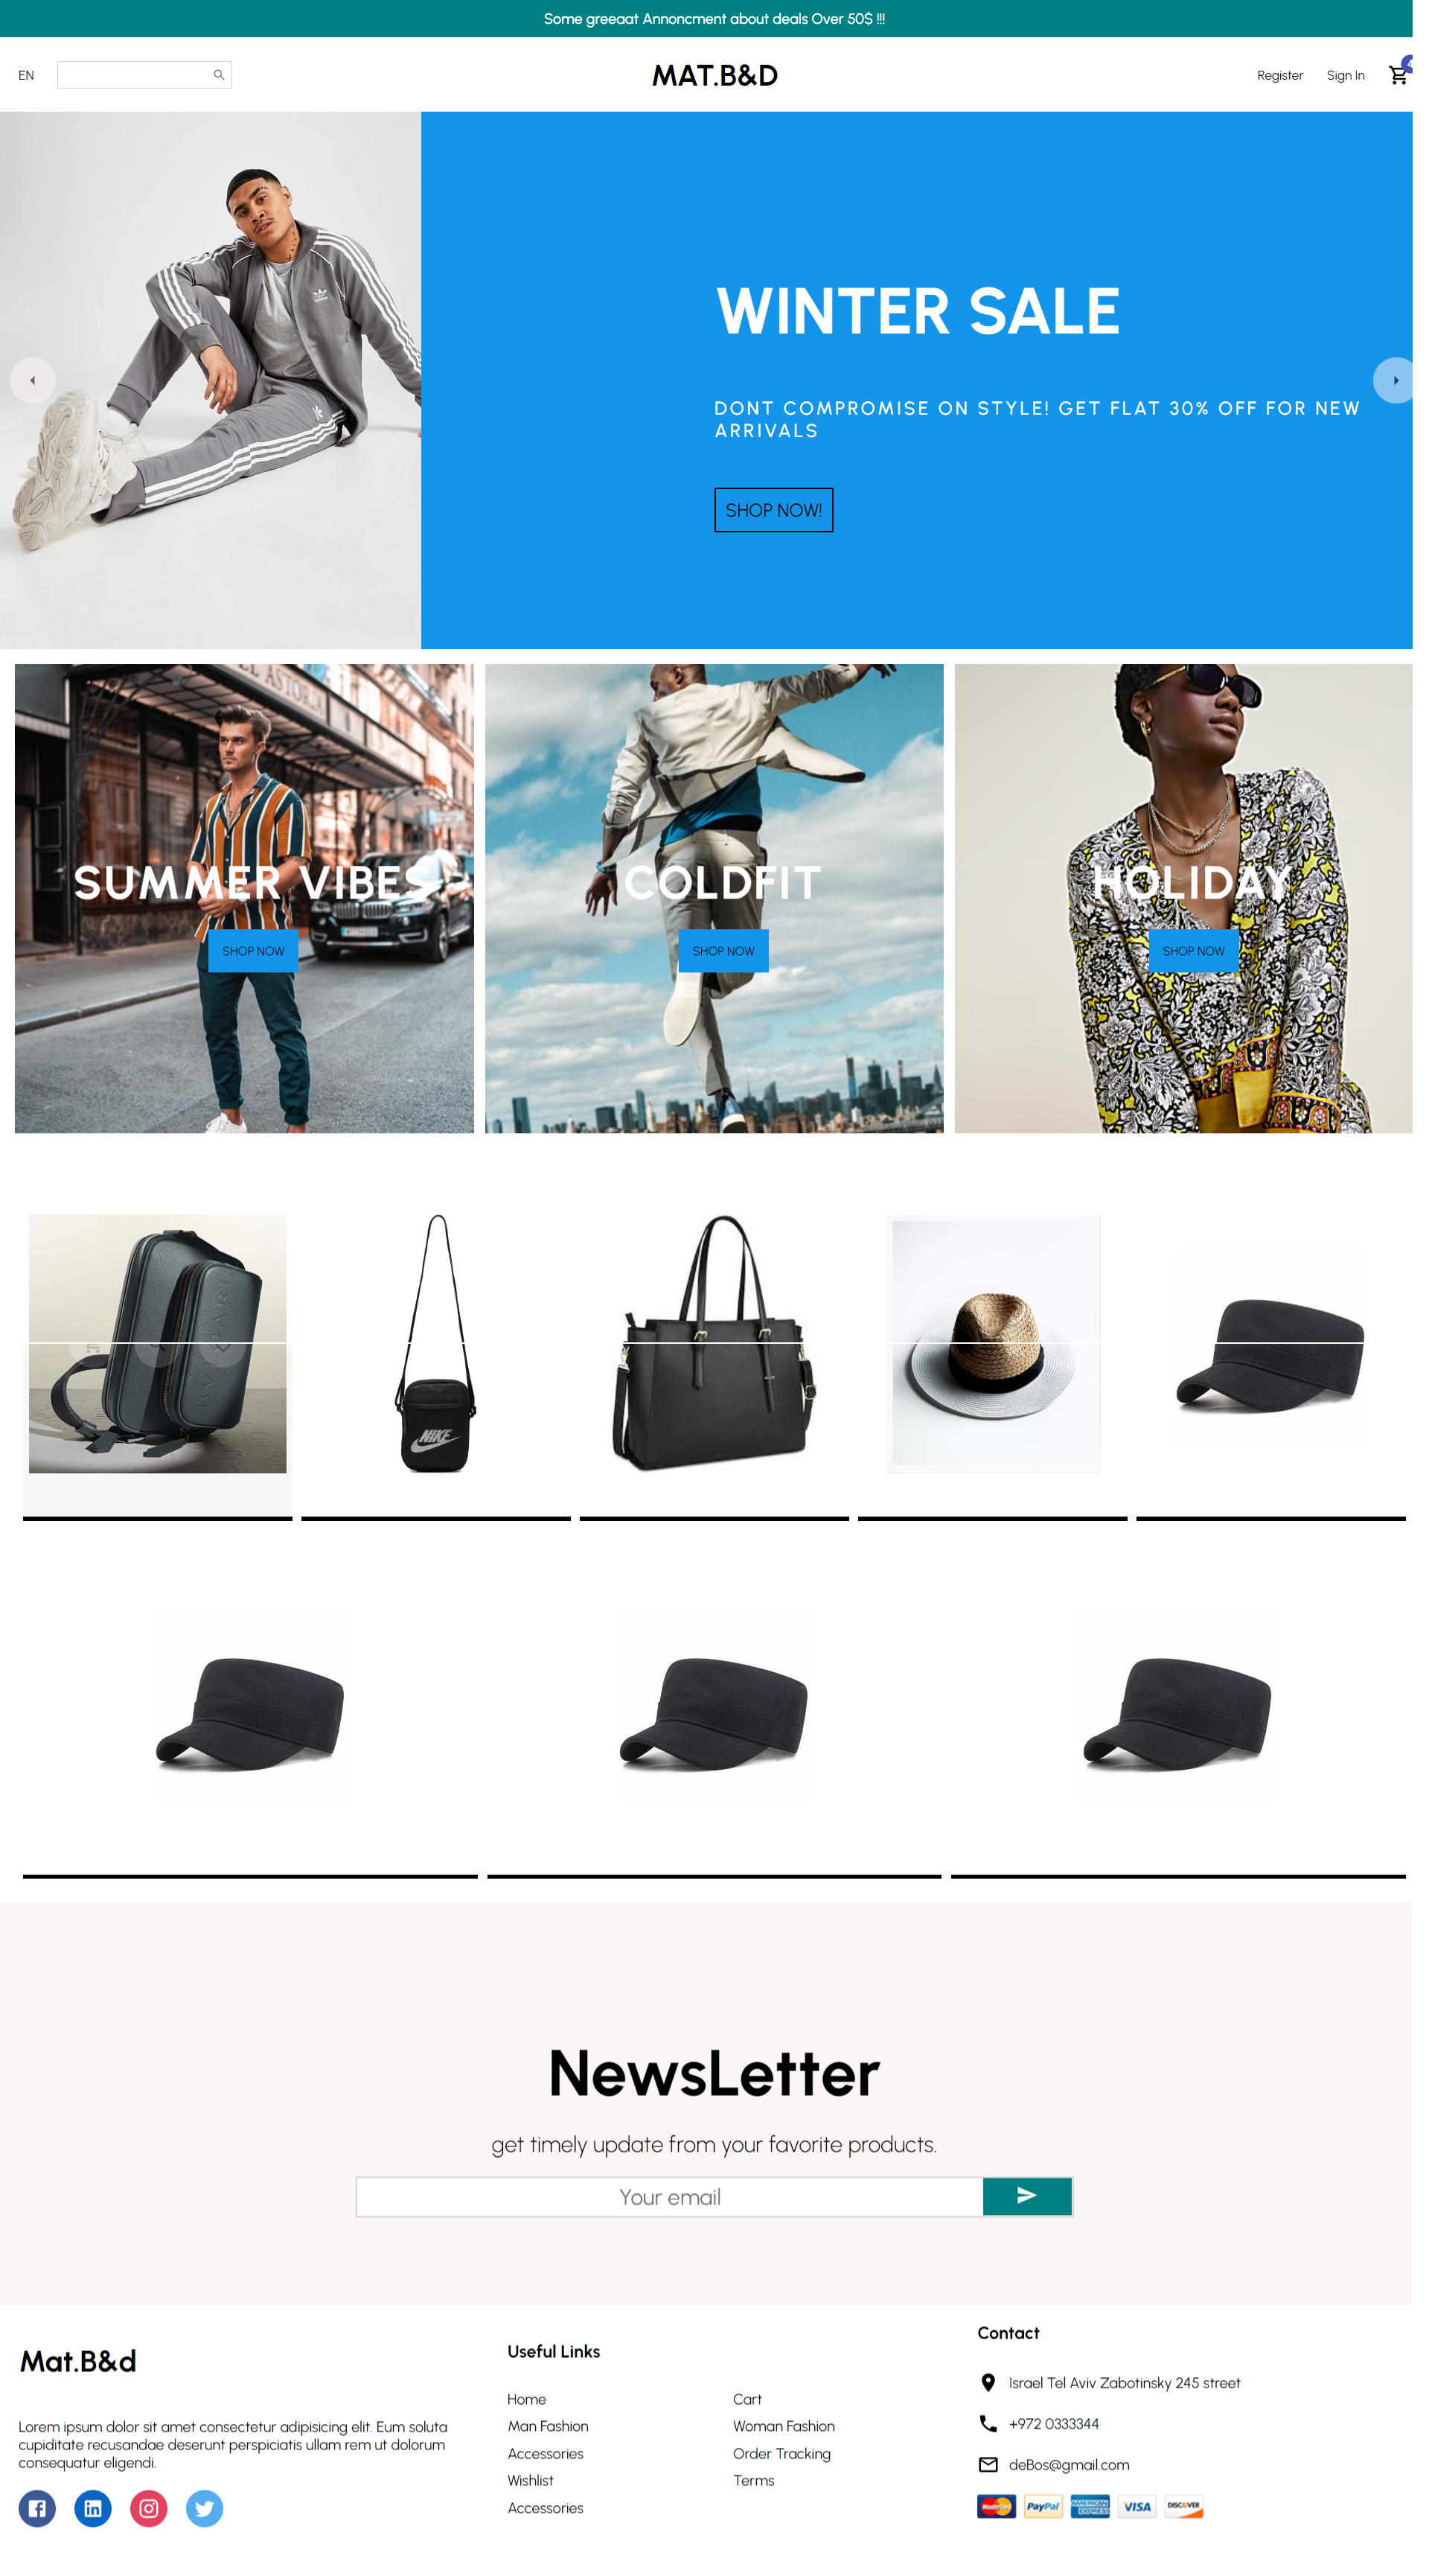 Some greeaat Annoncment about deals Over 50$ !!!
EN
MAT.B&D
Register
Sign In
WINTER SALE
DONT COMPROMISE ON STYLE! GET FLAT 30% OFF FOR NEW
ARRIVALS
SHOP NOW!
SUMMER VIBES
SHOP NOW
COLDFIT
SHOP NOW
HOLIDAY
SHOP NOW
BVLGARI
NIKE
NewsLetter
get timely update from your favorite products.
Your email
Mat.B&d
Lorem ipsum dolor sit amet consectetur adipisicing elit. Eum soluta
cupiditate recusandae deserunt perspiciatis ullam rem ut dolorum
consequatur eligendi.
Useful Links
Home
Cart
Man Fashion
Woman Fashion
Accessories
Order Tracking
Wishlist
Terms
Accessories
Contact
Israel Tel Aviv Zabotinsky 245 street
+972 0333344
deBos@gmail.com
MasterCard
PayPal
AMERICAN EXPRESS
VISA
DISCOVER